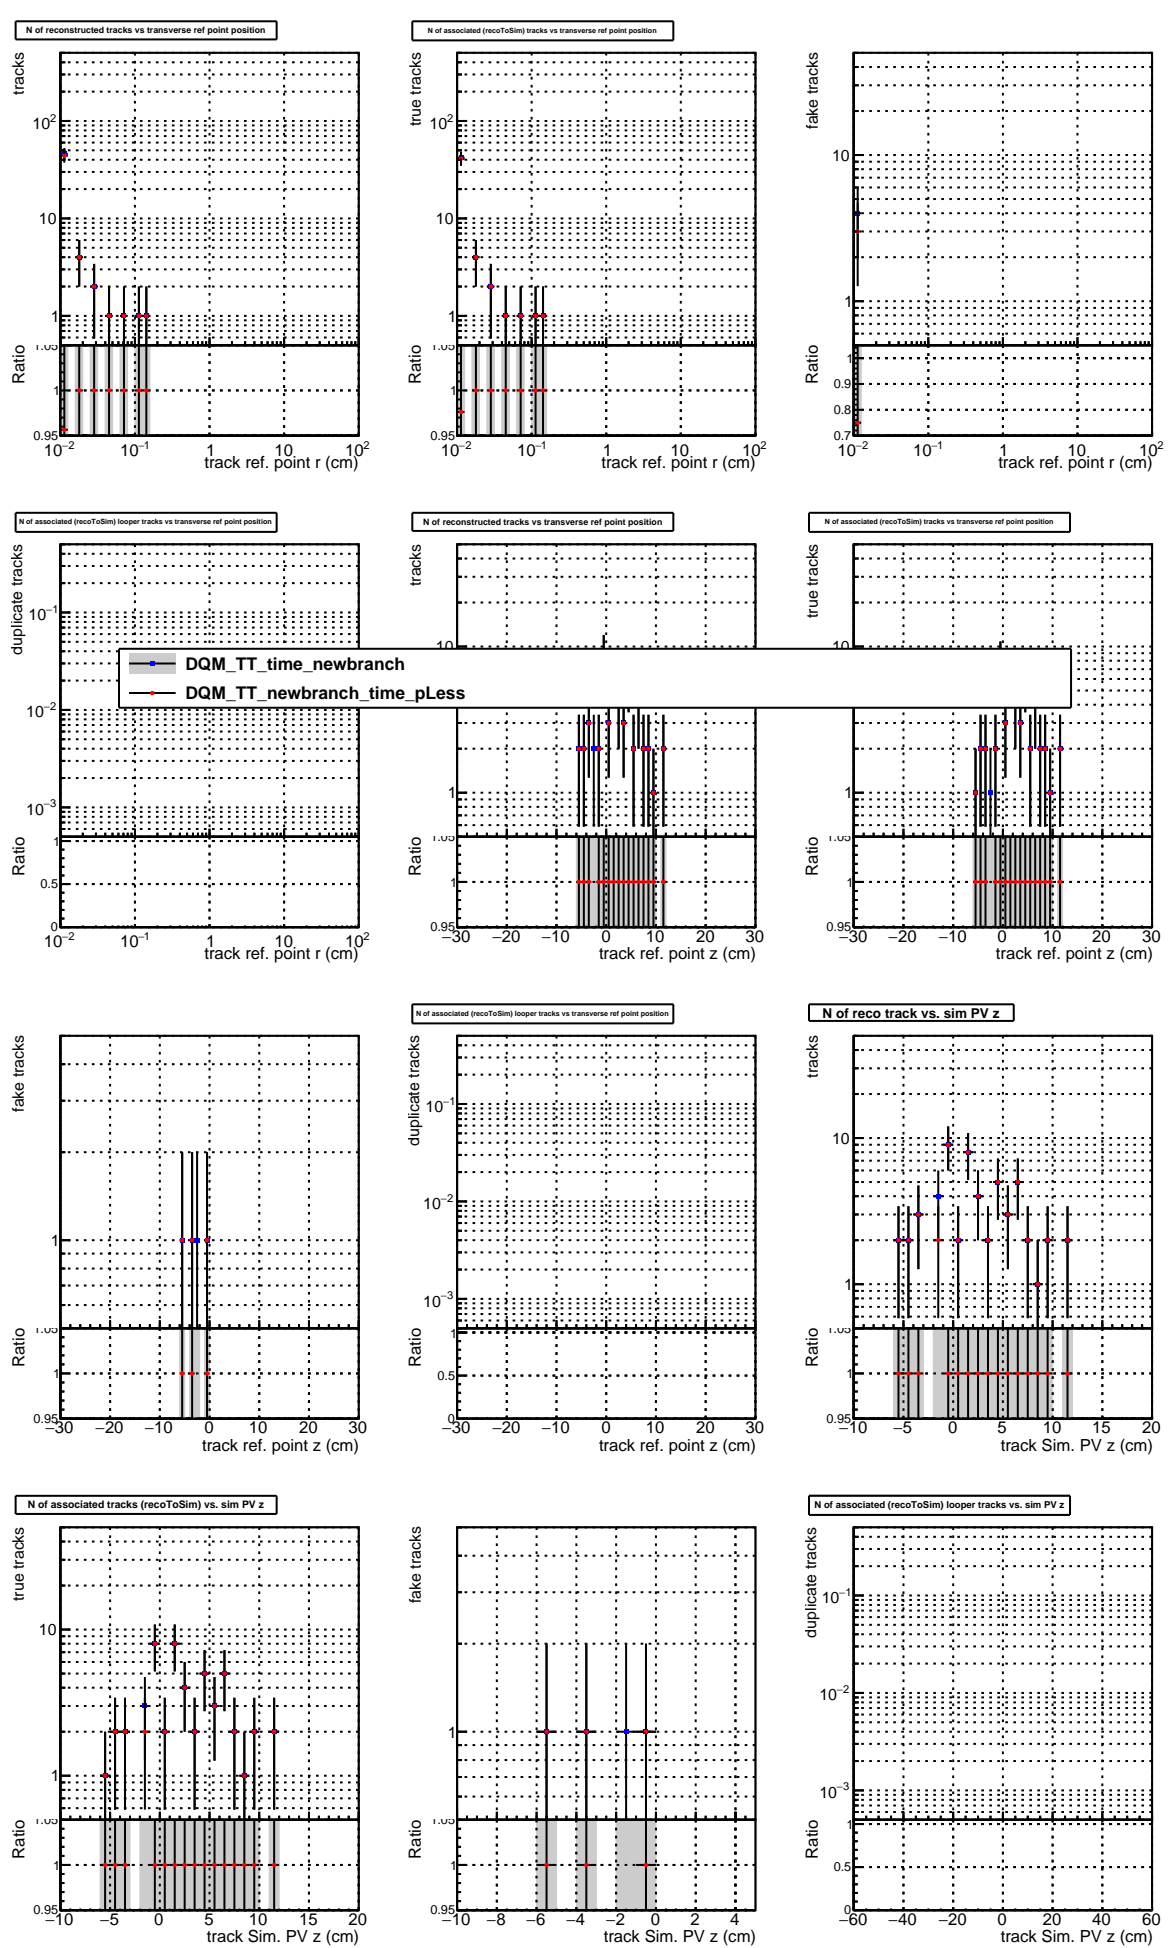 N of reconstructed tracks vs transverse ref point position
tracks
10²
10
1
1.05
Ratio
1
0.95
10⁻² 10⁻¹ 1 10 10²
track ref. point r (cm)
N of associated (recoToSim) tracks vs transverse ref point position
true tracks
10²
10
1
1.05
Ratio
1
0.95
10⁻² 10⁻¹ 1 10 10²
track ref. point r (cm)
fake tracks
10
1
Ratio
1
0.9
0.8
0.7
10⁻² 10⁻¹ 1 10 10²
track ref. point r (cm)
N of associated (recoToSim) looper tracks vs transverse ref point position
duplicate tracks
10⁻¹
10⁻²
10⁻³
Ratio
1
0.5
0
10⁻² 10⁻¹ 1 10 10²
track ref. point r (cm)
N of reconstructed tracks vs transverse ref point position
tracks
10
1
1.05
Ratio
1
0.95
−30 −20 −10 0 10 20 30
track ref. point z (cm)
N of associated (recoToSim) tracks vs transverse ref point position
true tracks
10
1
1.05
Ratio
1
0.95
−30 −20 −10 0 10 20 30
track ref. point z (cm)
DQM_TT_time_newbranch
DQM_TT_newbranch_time_pLess
fake tracks
1
1.05
Ratio
1
0.95
−30 −20 −10 0 10 20 30
track ref. point z (cm)
N of associated (recoToSim) looper tracks vs transverse ref point position
duplicate tracks
10⁻¹
10⁻²
10⁻³
Ratio
1
0.5
0
−30 −20 −10 0 10 20 30
track ref. point z (cm)
N of reco track vs. sim PV z
tracks
10
1
1.05
Ratio
1
0.95
−10 −5 0 5 10 15 20
track Sim. PV z (cm)
N of associated tracks (recoToSim) vs. sim PV z
true tracks
10
1
1.05
Ratio
1
0.95
−10 −5 0 5 10 15 20
track Sim. PV z (cm)
fake tracks
1
1.05
Ratio
1
0.95
−10 −8 −6 −4 −2 0 2 4
track Sim. PV z (cm)
N of associated (recoToSim) looper tracks vs. sim PV z
duplicate tracks
10⁻¹
10⁻²
10⁻³
Ratio
1
0.5
0
−60 −40 −20 0 20 40 60
track Sim. PV z (cm)